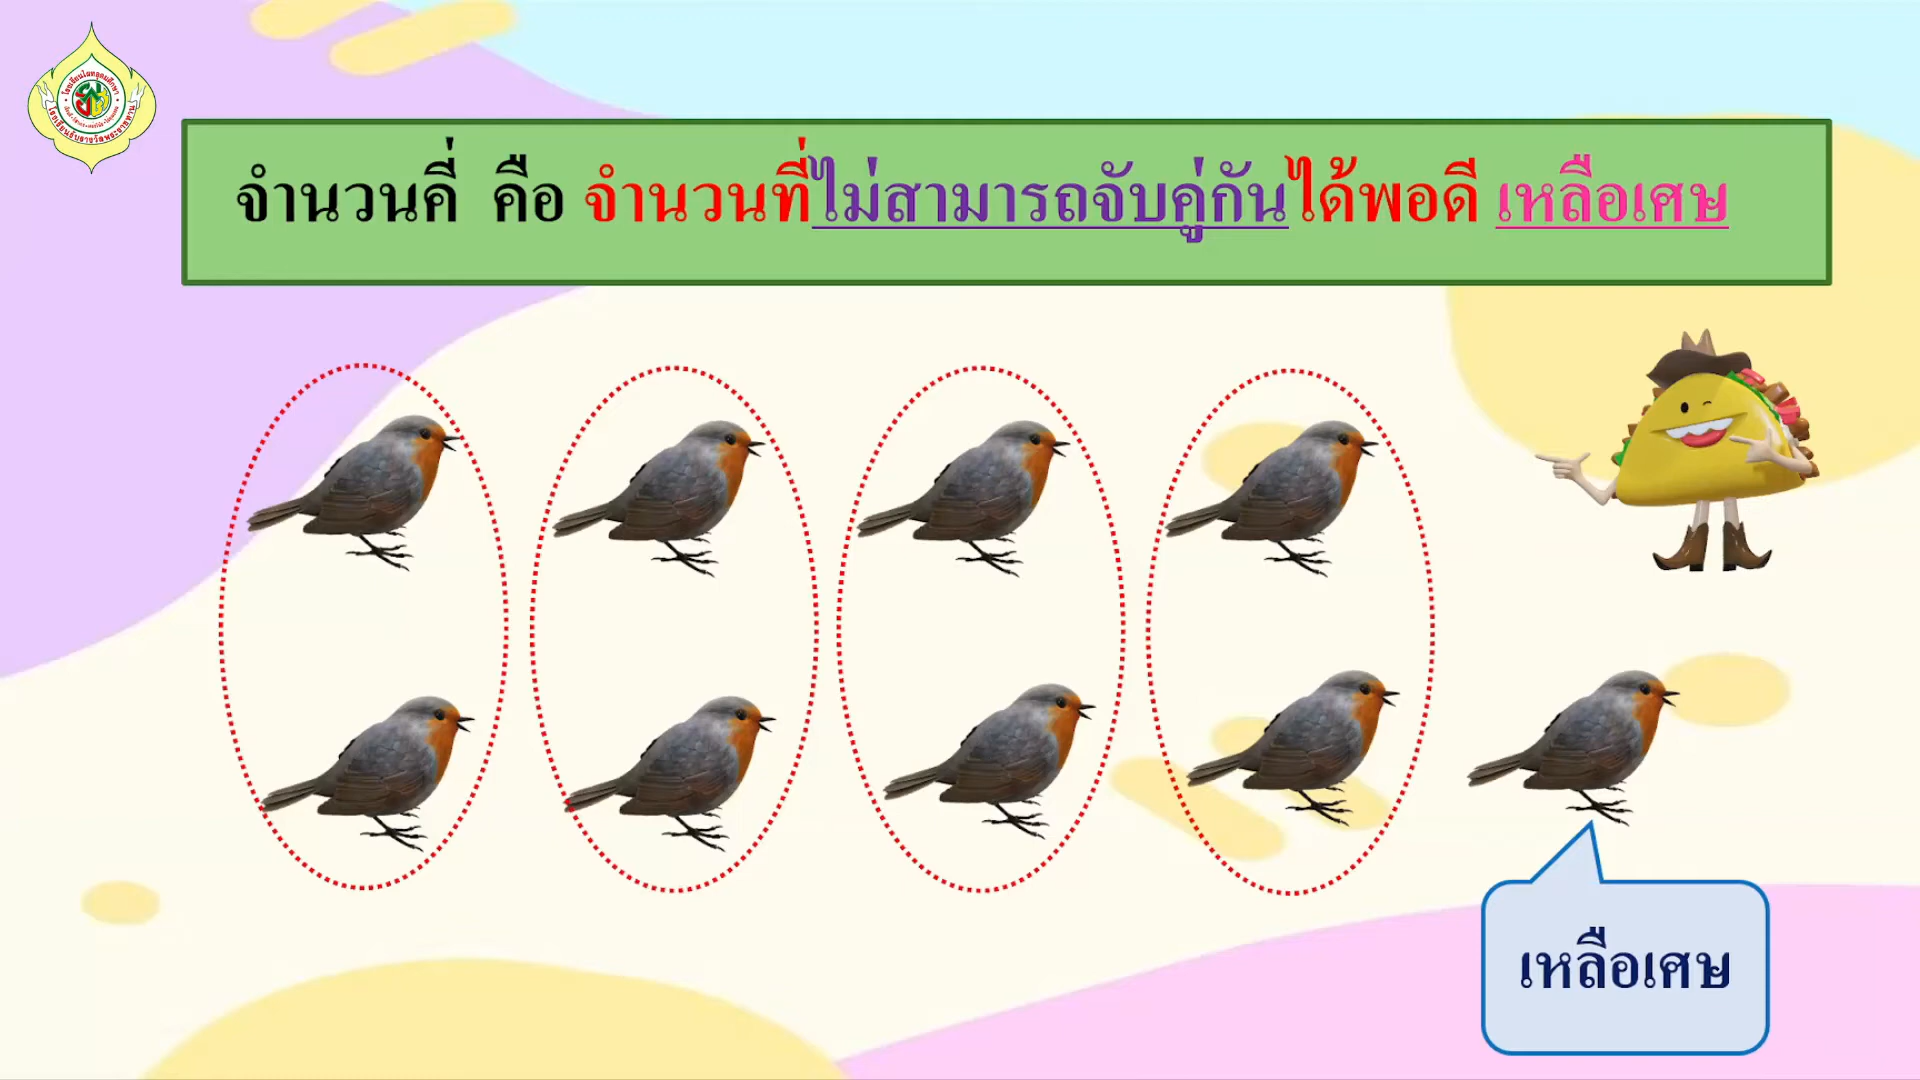 จำนวนคี่ คือ จำนวนที่ไม่สามารถจับคู่กันได้พอดี เหลือเศษ
เหลือเศษ